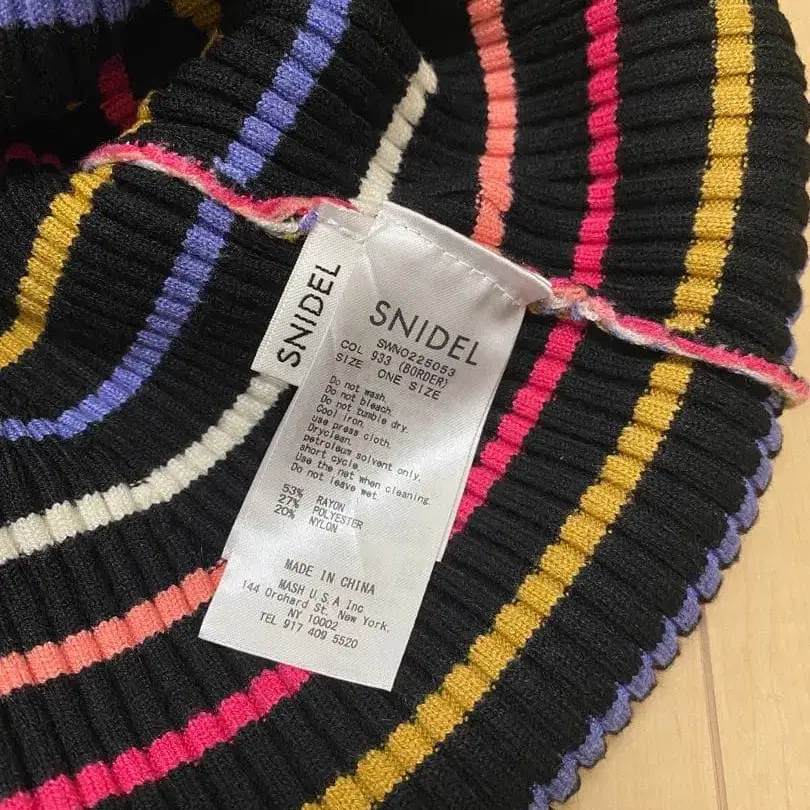 SNIDEL
SNIDEL
SWNO225053
COL 933 (BORDER)
SIZE ONE SIZE
Do not wash.
Do not bleach.
Do not tumble dry.
Cool iron.
use press cloth.
Dryclean.
petroleum solvent only.
short cycle.
Use the net when cleaning.
Do not leave wet.
53% RAYON
27% POLYESTER
20% NYLON
MADE IN CHINA
MASH U.S.A Inc
144 Orchard St. New York,
NY 10002
TEL 917 409 5520